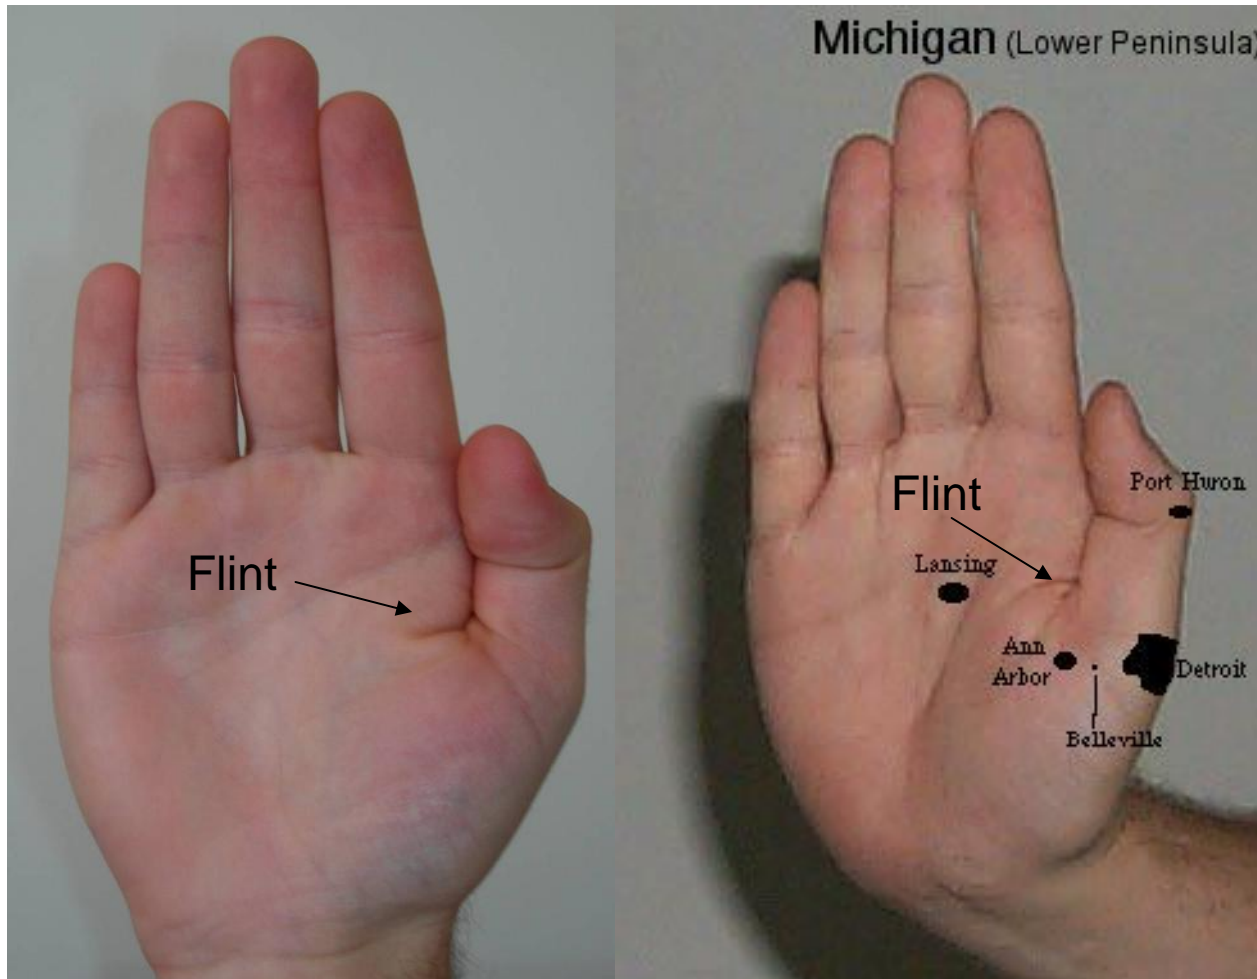 Michigan (Lower Peninsula)
Flint
Flint
Port Huron
Lansing
Ann
Arbor
Detroit
Belleville